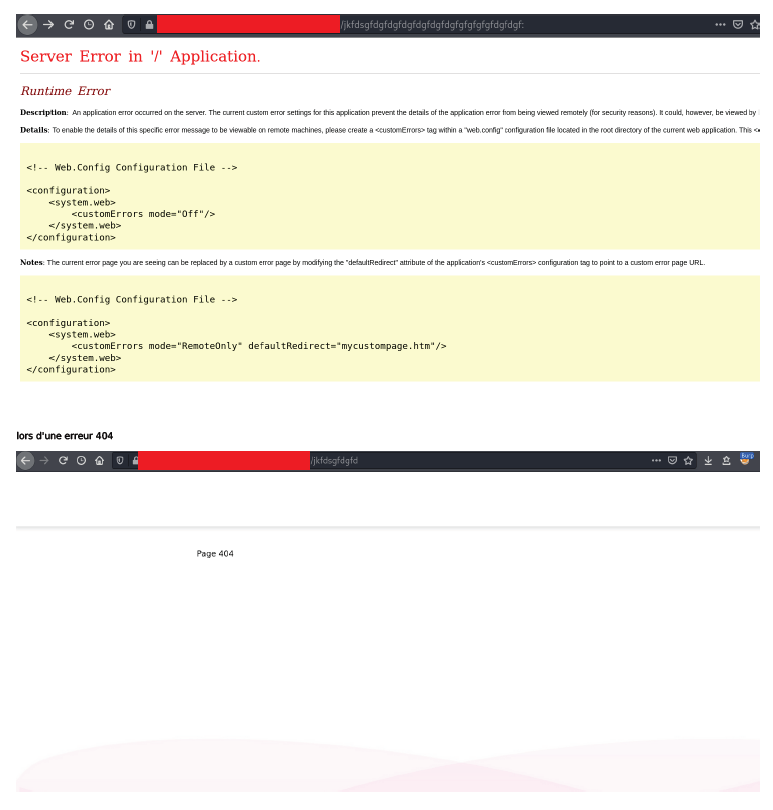 /jkfdsgfdgfdgfdgfdgfdgfdgfdgfgfgfgfgfdgfdgf:
Server Error in '/' Application.
Runtime Error
Description: An application error occurred on the server. The current custom error settings for this application prevent the details of the application error from being viewed remotely (for security reasons). It could, however, be viewed by
Details: To enable the details of this specific error message to be viewable on remote machines, please create a <customErrors> tag within a "web.config" configuration file located in the root directory of the current web application. This
<!-- Web.Config Configuration File -->
<configuration>
<system.web>
<customErrors mode="Off"/>
</system.web>
</configuration>
Notes: The current error page you are seeing can be replaced by a custom error page by modifying the "defaultRedirect" attribute of the application's <customErrors> configuration tag to point to a custom error page URL.
<!-- Web.Config Configuration File -->
<configuration>
<system.web>
<customErrors mode="RemoteOnly" defaultRedirect="mycustompage.htm"/>
</system.web>
</configuration>
lors d'une erreur 404
/jkfdsgfdgfd
Burp
Page 404